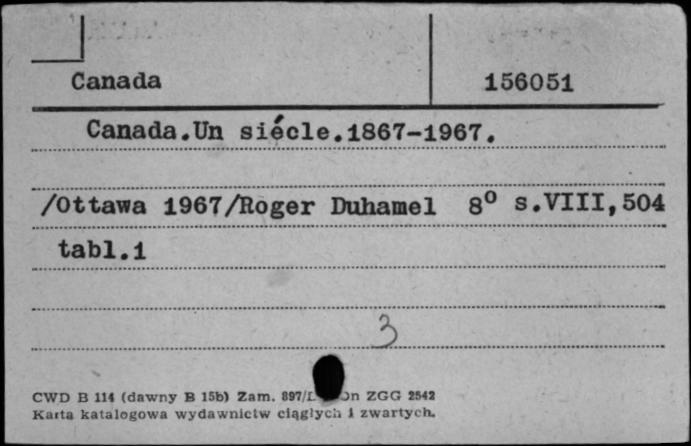 Canada 156051
Canada.Un siécle.1867-1967.
/Ottawa 1967/Roger Duhamel 8° s.VIII,504
tabl.1
3
CWD B 114 (dawny B 15b) Zam. 897/ ZGG 2542
Karta katalogowa wydawnictw ciągłych i zwartych.